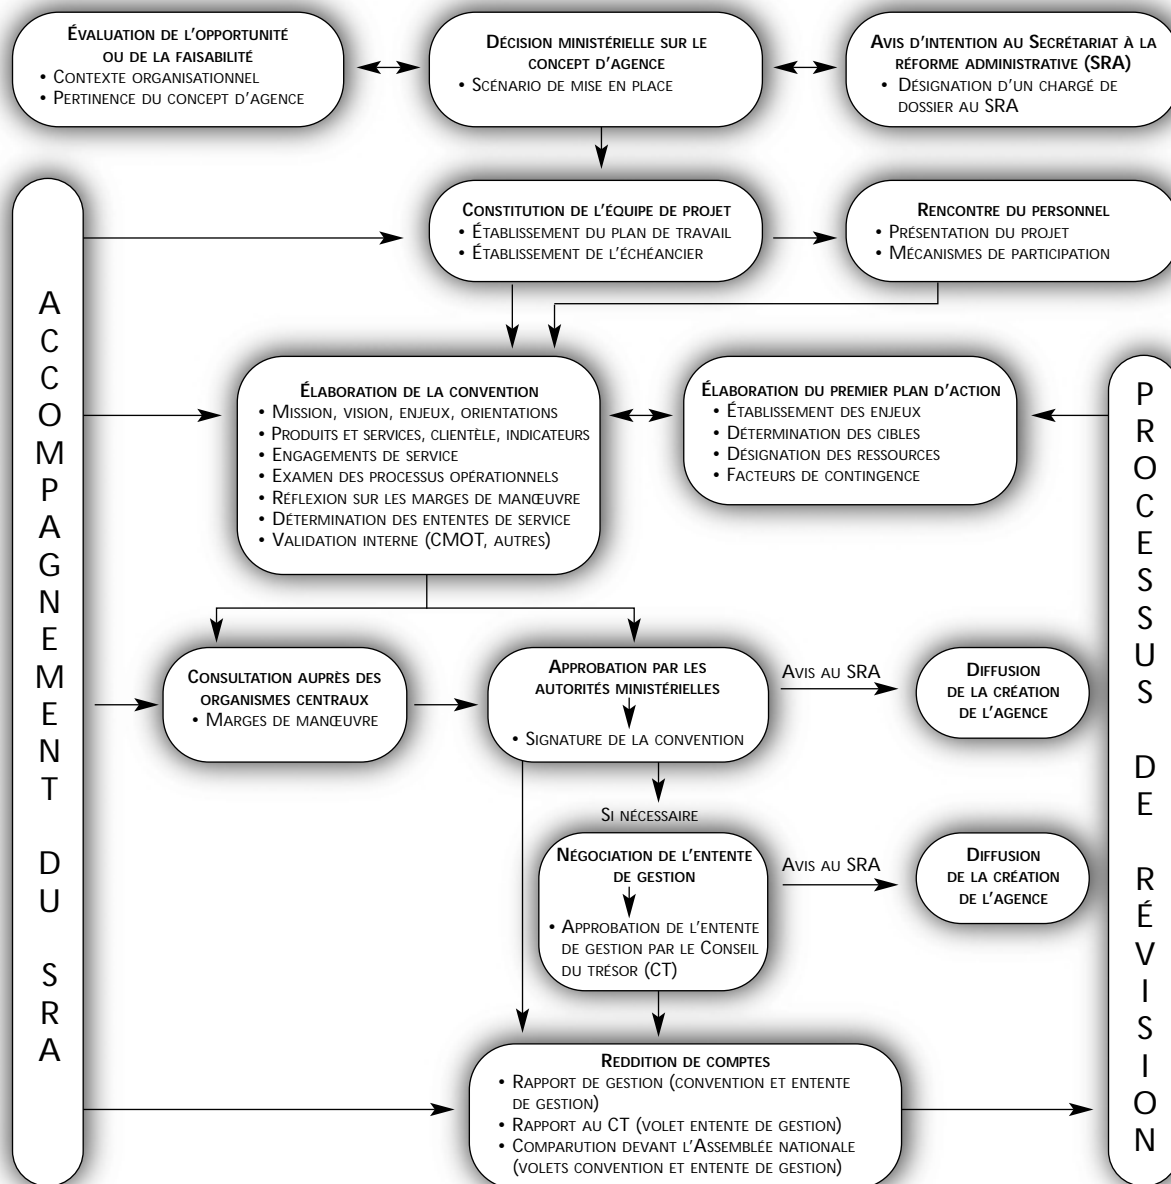 Évaluation de l'opportunité
ou de la faisabilité
• Contexte organisationnel
• Pertinence du concept d'agence
Décision ministérielle sur le
concept d'agence
• Scénario de mise en place
Avis d'intention au Secrétariat à la
réforme administrative (SRA)
• Désignation d'un chargé de
dossier au SRA
Constitution de l'équipe de projet
• Établissement du plan de travail
• Établissement de l'échéancier
Rencontre du personnel
• Présentation du projet
• Mécanismes de participation
ACCOMPAGNEMENT DU SRA
Élaboration de la convention
• Mission, vision, enjeux, orientations
• Produits et services, clientèle, indicateurs
• Engagements de service
• Examen des processus opérationnels
• Réflexion sur les marges de manœuvre
• Détermination des ententes de service
• Validation interne (CMOT, autres)
Élaboration du premier plan d'action
• Établissement des enjeux
• Détermination des cibles
• Désignation des ressources
• Facteurs de contingence
PROCESSUS DE RÉVISION
Consultation auprès des
organismes centraux
• Marges de manœuvre
Approbation par les
autorités ministérielles
• Signature de la convention
Avis au SRA
Diffusion
de la création
de l'agence
Si nécessaire
Négociation de l'entente
de gestion
• Approbation de l'entente
de gestion par le Conseil
du trésor (CT)
Avis au SRA
Diffusion
de la création
de l'agence
Reddition de comptes
• Rapport de gestion (convention et entente
de gestion)
• Rapport au CT (volet entente de gestion)
• Comparution devant l'Assemblée nationale
(volets convention et entente de gestion)